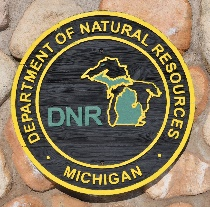 DEPARTMENT OF NATURAL RESOURCES
DNR
MICHIGAN